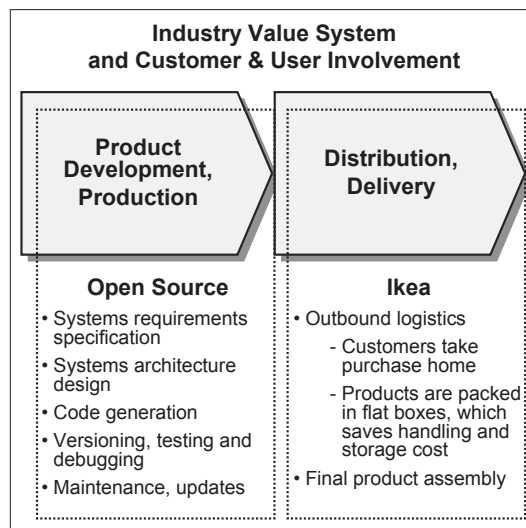 Industry Value System
and Customer & User Involvement
Product
Development,
Production
Distribution,
Delivery
Open Source
• Systems requirements
specification
• Systems architecture
design
• Code generation
• Versioning, testing and
debugging
• Maintenance, updates
Ikea
• Outbound logistics
- Customers take
purchase home
- Products are packed
in flat boxes, which
saves handling and
storage cost
• Final product assembly